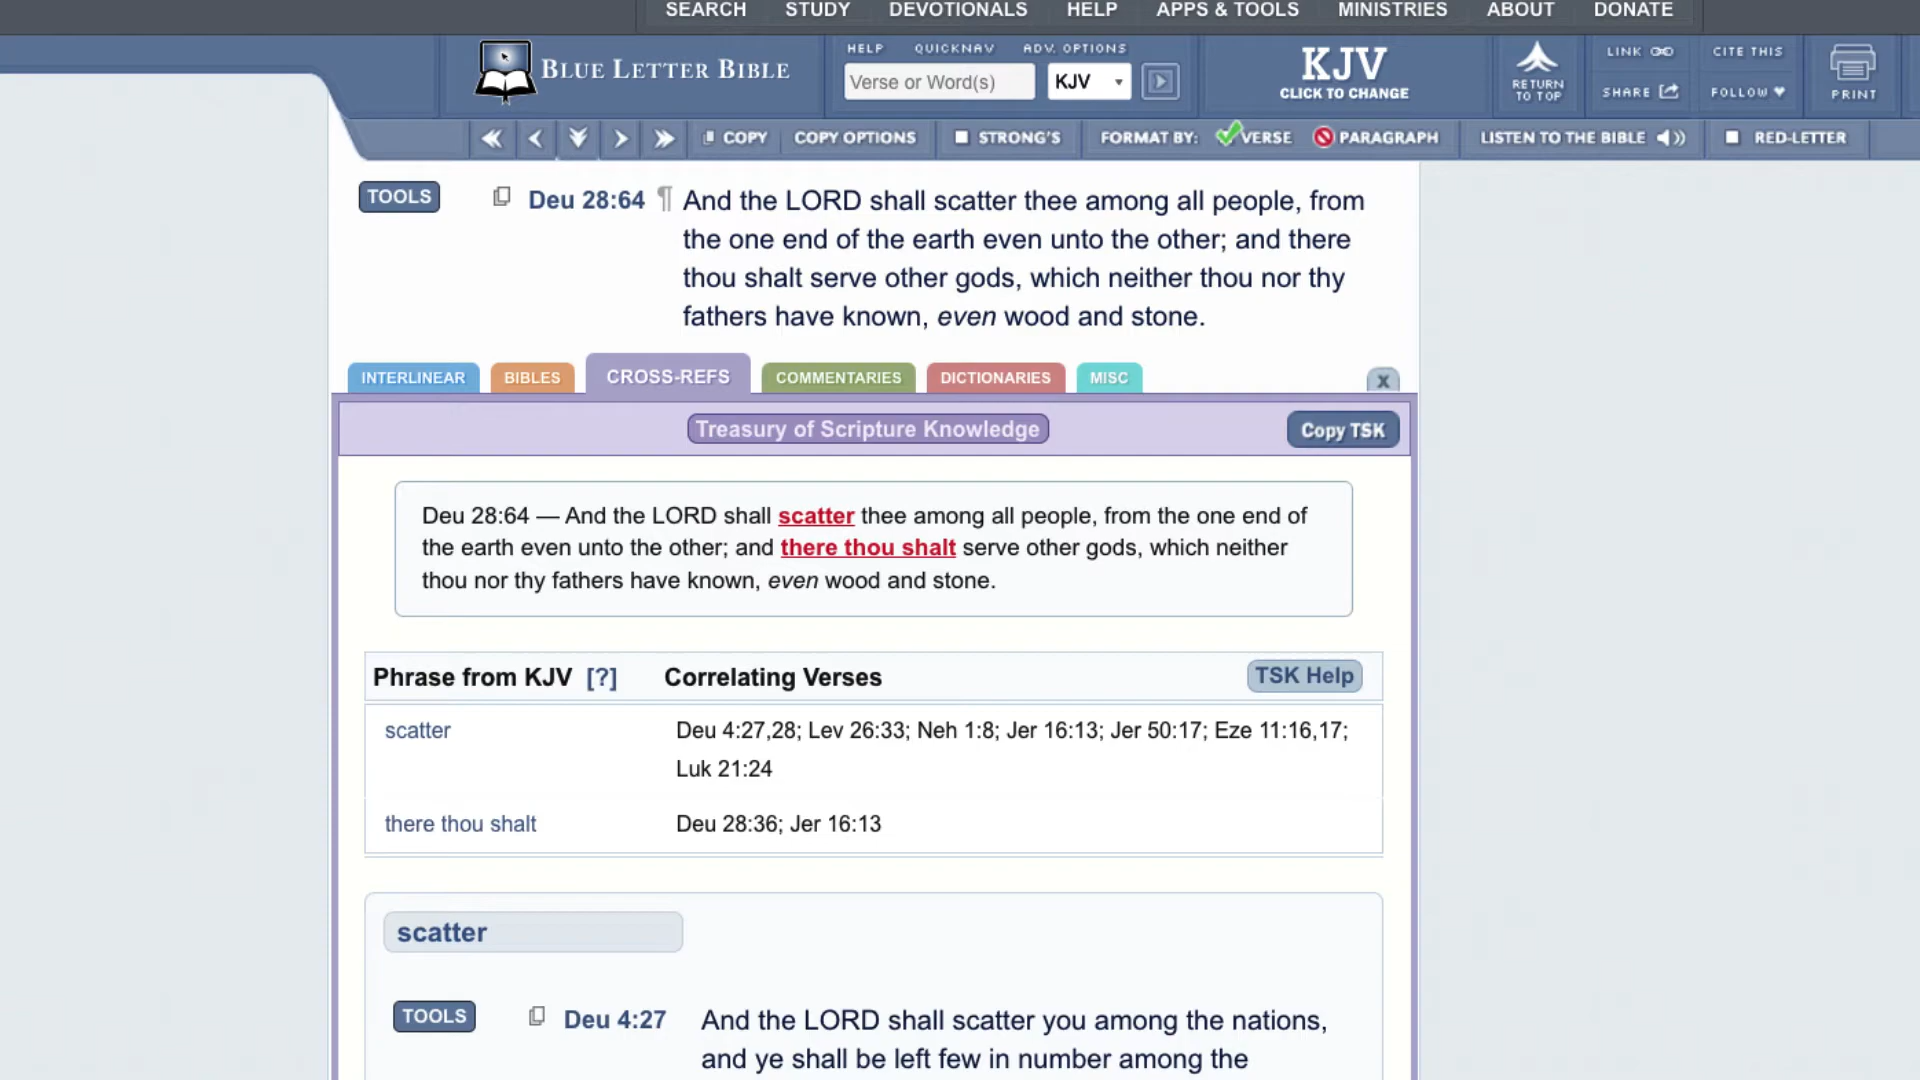 SEARCH STUDY DEVOTIONALS HELP APPS & TOOLS MINISTRIES ABOUT DONATE
BLUE LETTER BIBLE
HELP QUICKNAV ADV. OPTIONS
Verse or Word(s) KJV
KJV
CLICK TO CHANGE
RETURN
TO TOP
LINK
SHARE
CITE THIS
FOLLOW
PRINT
COPY COPY OPTIONS STRONG'S FORMAT BY: VERSE PARAGRAPH LISTEN TO THE BIBLE RED-LETTER
TOOLS Deu 28:64 ¶ And the LORD shall scatter thee among all people, from
the one end of the earth even unto the other; and there
thou shalt serve other gods, which neither thou nor thy
fathers have known, even wood and stone.
INTERLINEAR BIBLES CROSS-REFS COMMENTARIES DICTIONARIES MISC x
Treasury of Scripture Knowledge Copy TSK
Deu 28:64 — And the LORD shall scatter thee among all people, from the one end of
the earth even unto the other; and there thou shalt serve other gods, which neither
thou nor thy fathers have known, even wood and stone.
Phrase from KJV [?] Correlating Verses TSK Help
scatter Deu 4:27,28; Lev 26:33; Neh 1:8; Jer 16:13; Jer 50:17; Eze 11:16,17;
Luk 21:24
there thou shalt Deu 28:36; Jer 16:13
scatter
TOOLS Deu 4:27 And the LORD shall scatter you among the nations,
and ye shall be left few in number among the